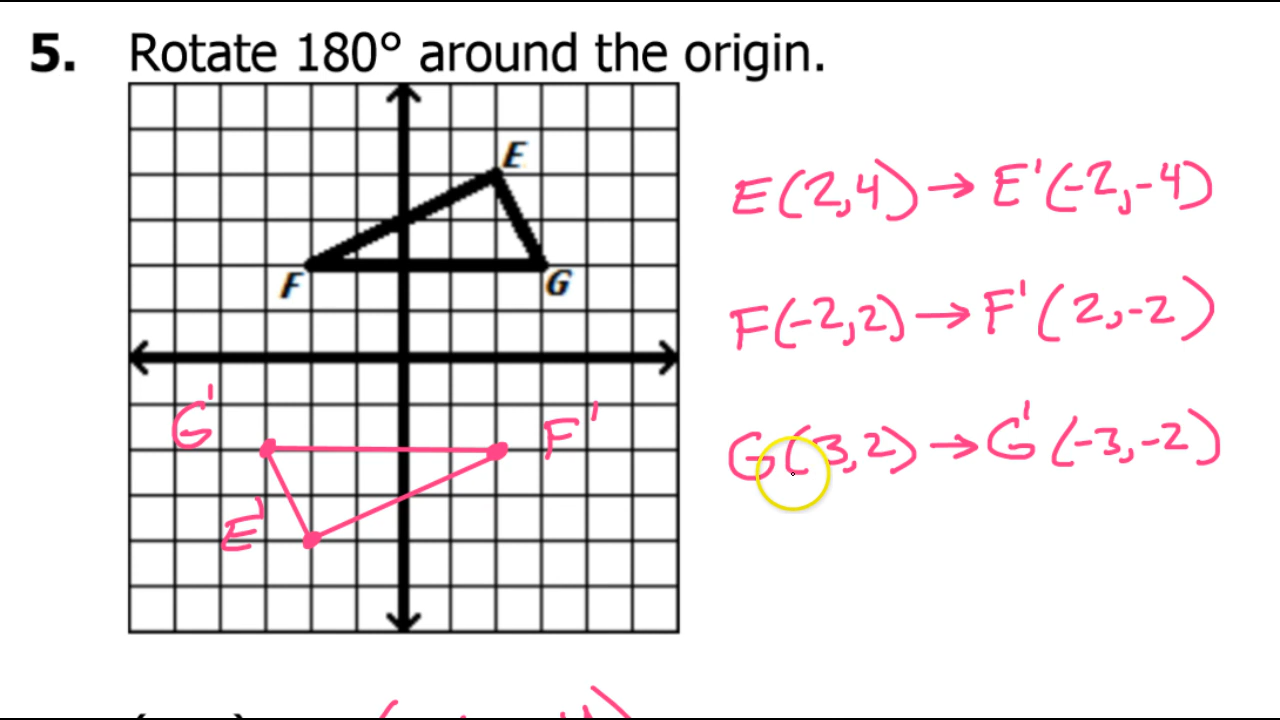 5. Rotate 180° around the origin.
E
F
G
G'
F'
E'
E(2,4)→E'(-2,-4)
F(-2,2)→F'(2,-2)
G(3,2)→G'(-3,-2)